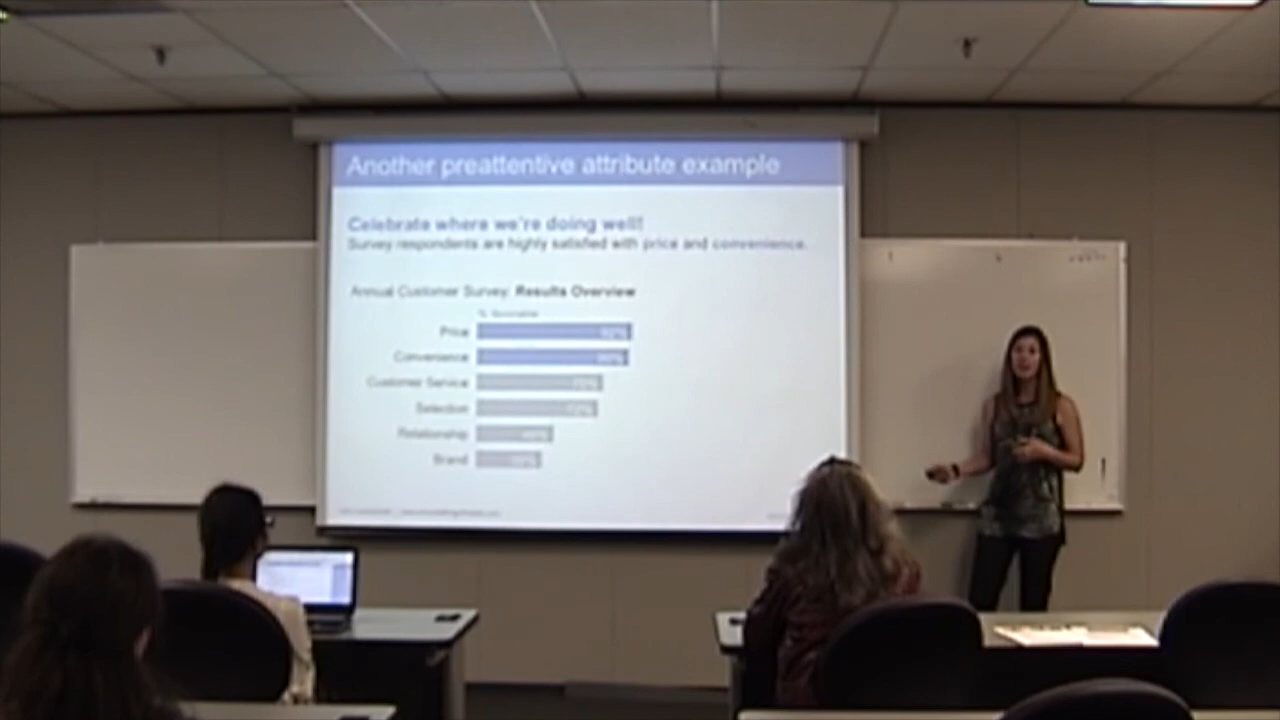 Another preattentive attribute example
Celebrate where we're doing well!
Survey respondents are highly satisfied with price and convenience.
Annual Customer Survey: Results Overview
% favorable
Price
Convenience
Customer Service
Selection
Relationship
Brand